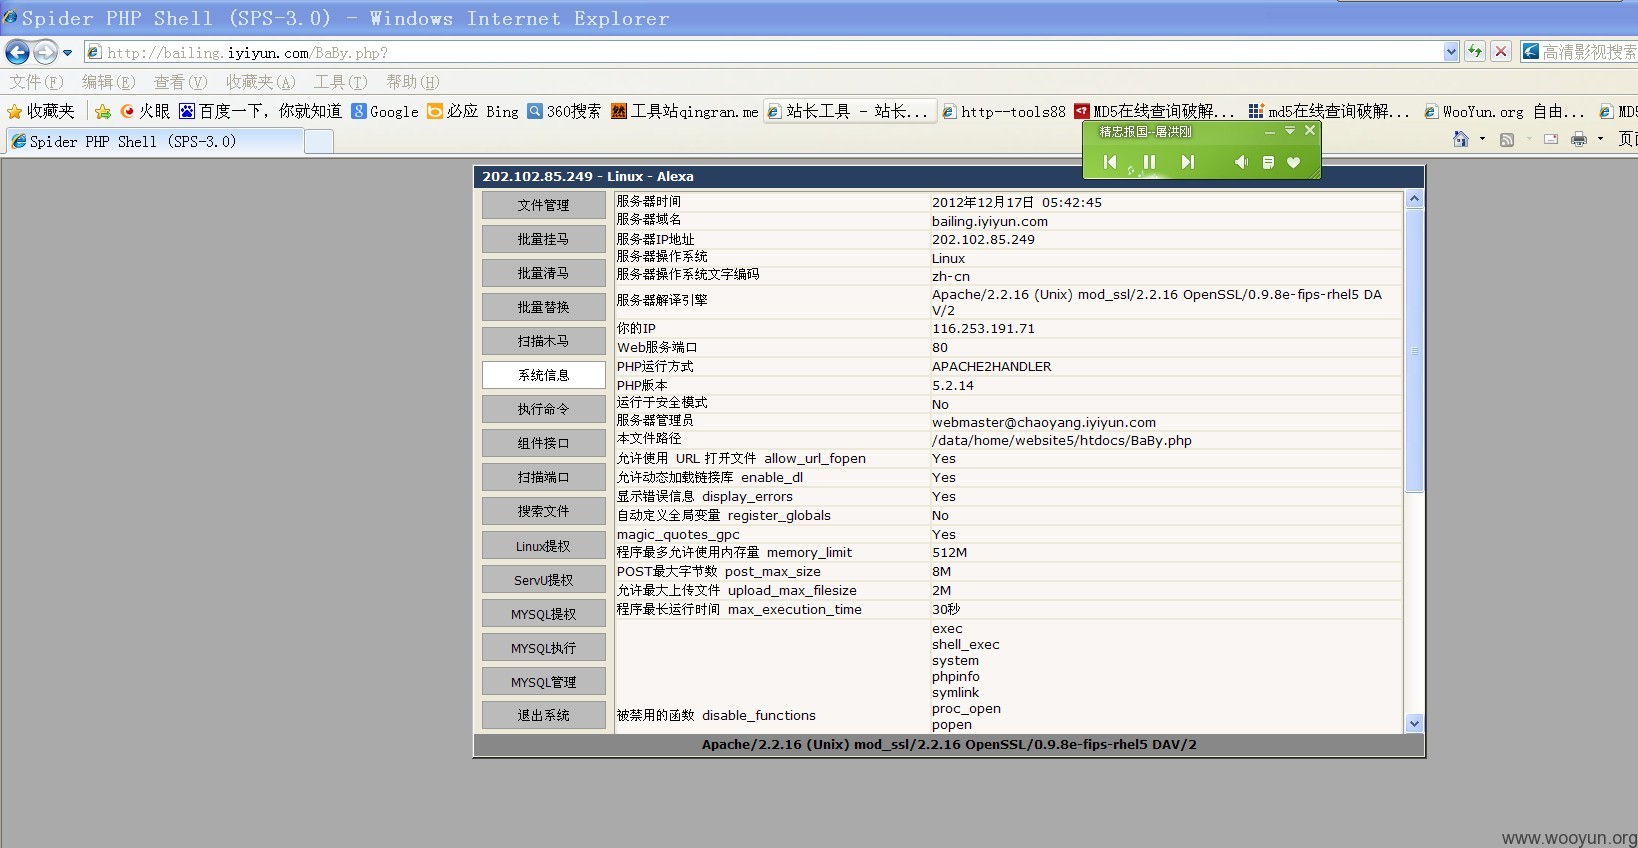 Spider PHP Shell (SPS-3.0) - Windows Internet Explorer
http://bailing.iyiyun.com/BaBy.php?
高清影视搜索
文件(F) 编辑(E) 查看(V) 收藏夹(A) 工具(T) 帮助(H)
收藏夹 火眼 百度一下，你就知道 Google 必应 Bing 360搜索 工具站qingran.me 站长工具 - 站长... http--tools88 MD5在线查询破解... md5在线查询破解... WooYun.org 自由...
精忠报国--屠洪刚
Spider PHP Shell (SPS-3.0)
202.102.85.249 - Linux - Alexa
文件管理
批量挂马
批量清马
批量替换
扫描木马
系统信息
执行命令
组件接口
扫描端口
搜索文件
Linux提权
ServU提权
MYSQL提权
MYSQL执行
MYSQL管理
退出系统
服务器时间 2012年12月17日 05:42:45
服务器域名 bailing.iyiyun.com
服务器IP地址 202.102.85.249
服务器操作系统 Linux
服务器操作系统文字编码 zh-cn
服务器解译引擎 Apache/2.2.16 (Unix) mod_ssl/2.2.16 OpenSSL/0.9.8e-fips-rhel5 DA
V/2
你的IP 116.253.191.71
Web服务端口 80
PHP运行方式 APACHE2HANDLER
PHP版本 5.2.14
运行于安全模式 No
服务器管理员 webmaster@chaoyang.iyiyun.com
本文件路径 /data/home/website5/htdocs/BaBy.php
允许使用 URL 打开文件 allow_url_fopen Yes
允许动态加载链接库 enable_dl Yes
显示错误信息 display_errors Yes
自动定义全局变量 register_globals No
magic_quotes_gpc Yes
程序最多允许使用内存量 memory_limit 512M
POST最大字节数 post_max_size 8M
允许最大上传文件 upload_max_filesize 2M
程序最长运行时间 max_execution_time 30秒
exec
shell_exec
system
phpinfo
symlink
proc_open
被禁用的函数 disable_functions
popen
Apache/2.2.16 (Unix) mod_ssl/2.2.16 OpenSSL/0.9.8e-fips-rhel5 DAV/2
www.wooyun.org